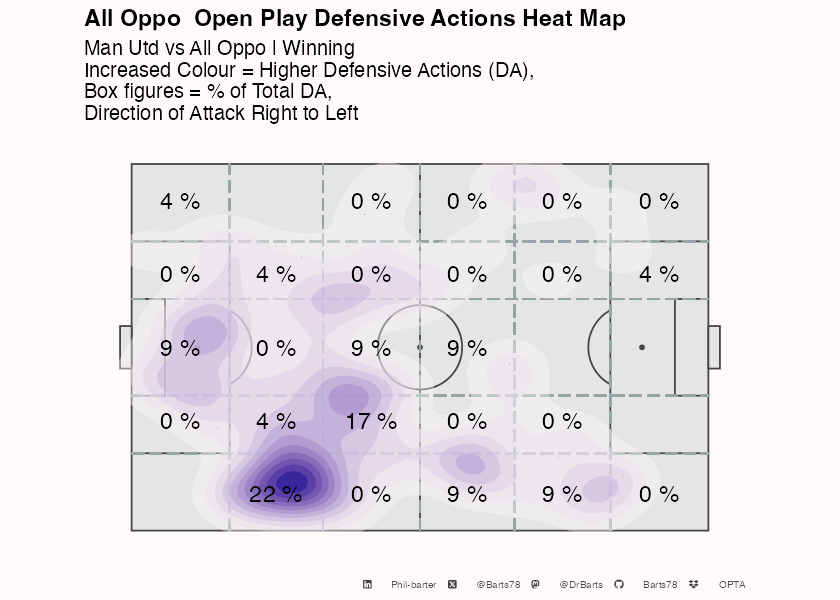 All Oppo  Open Play Defensive Actions Heat Map
Man Utd vs All Oppo | Winning
Increased Colour = Higher Defensive Actions (DA),
Box figures = % of Total DA,
Direction of Attack Right to Left
4 % 0 % 0 % 0 % 0 %
0 % 4 % 0 % 0 % 0 % 4 %
9 % 0 % 9 % 9 %
0 % 4 % 17 % 0 % 0 %
22 % 0 % 9 % 9 % 0 %
Phil-barter @Barts78 @DrBarts Barts78 OPTA